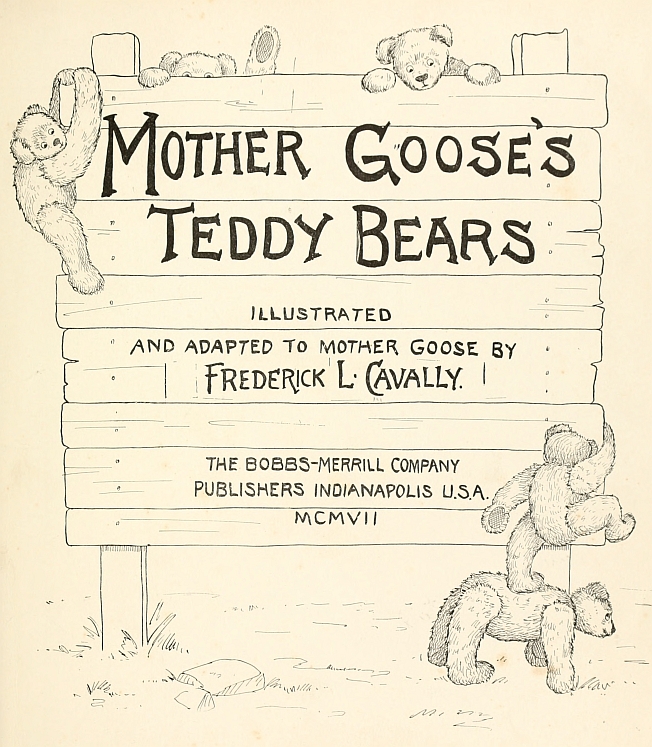 MOTHER GOOSE'S
TEDDY BEARS
ILLUSTRATED
AND ADAPTED TO MOTHER GOOSE BY
FREDERICK L. CAVALLY.
THE BOBBS-MERRILL COMPANY
PUBLISHERS INDIANAPOLIS U.S.A.
MCMVII